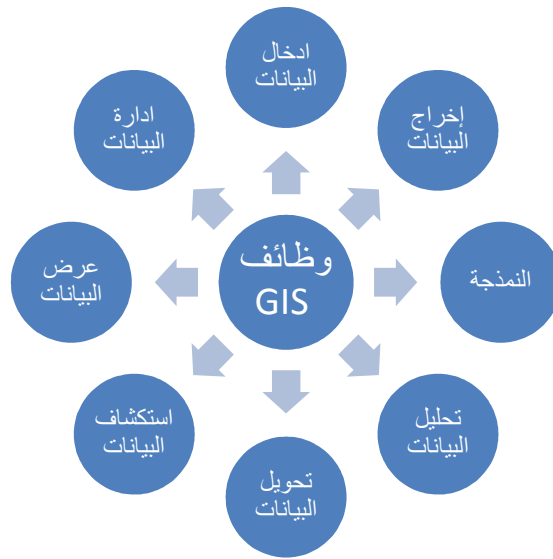 ادخال
البيانات
إخراج
البيانات
ادارة
البيانات
وظائف
GIS
النمذجة
عرض
البيانات
تحليل
البيانات
استكشاف
البيانات
تحويل
البيانات